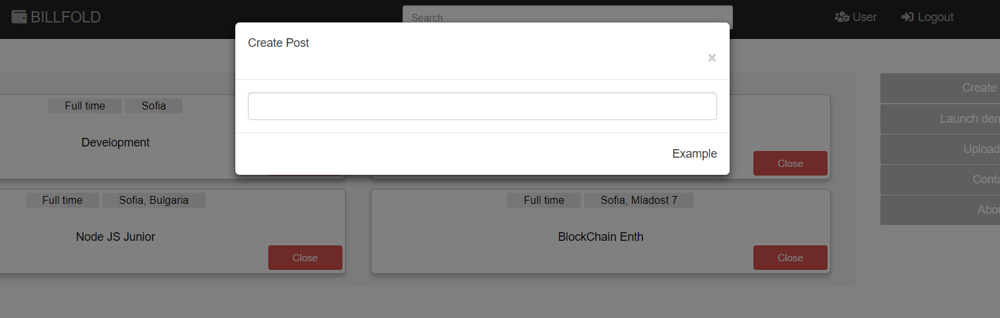 BILLFOLD
Search
User
Logout
Create Post
×
Example
Full time Sofia
Development
Close
Full time Sofia, Bulgaria
Node JS Junior
Close
Full time Sofia, Mladost 7
BlockChain Enth
Close
Create
Launch dem
Upload
Conta
Abou